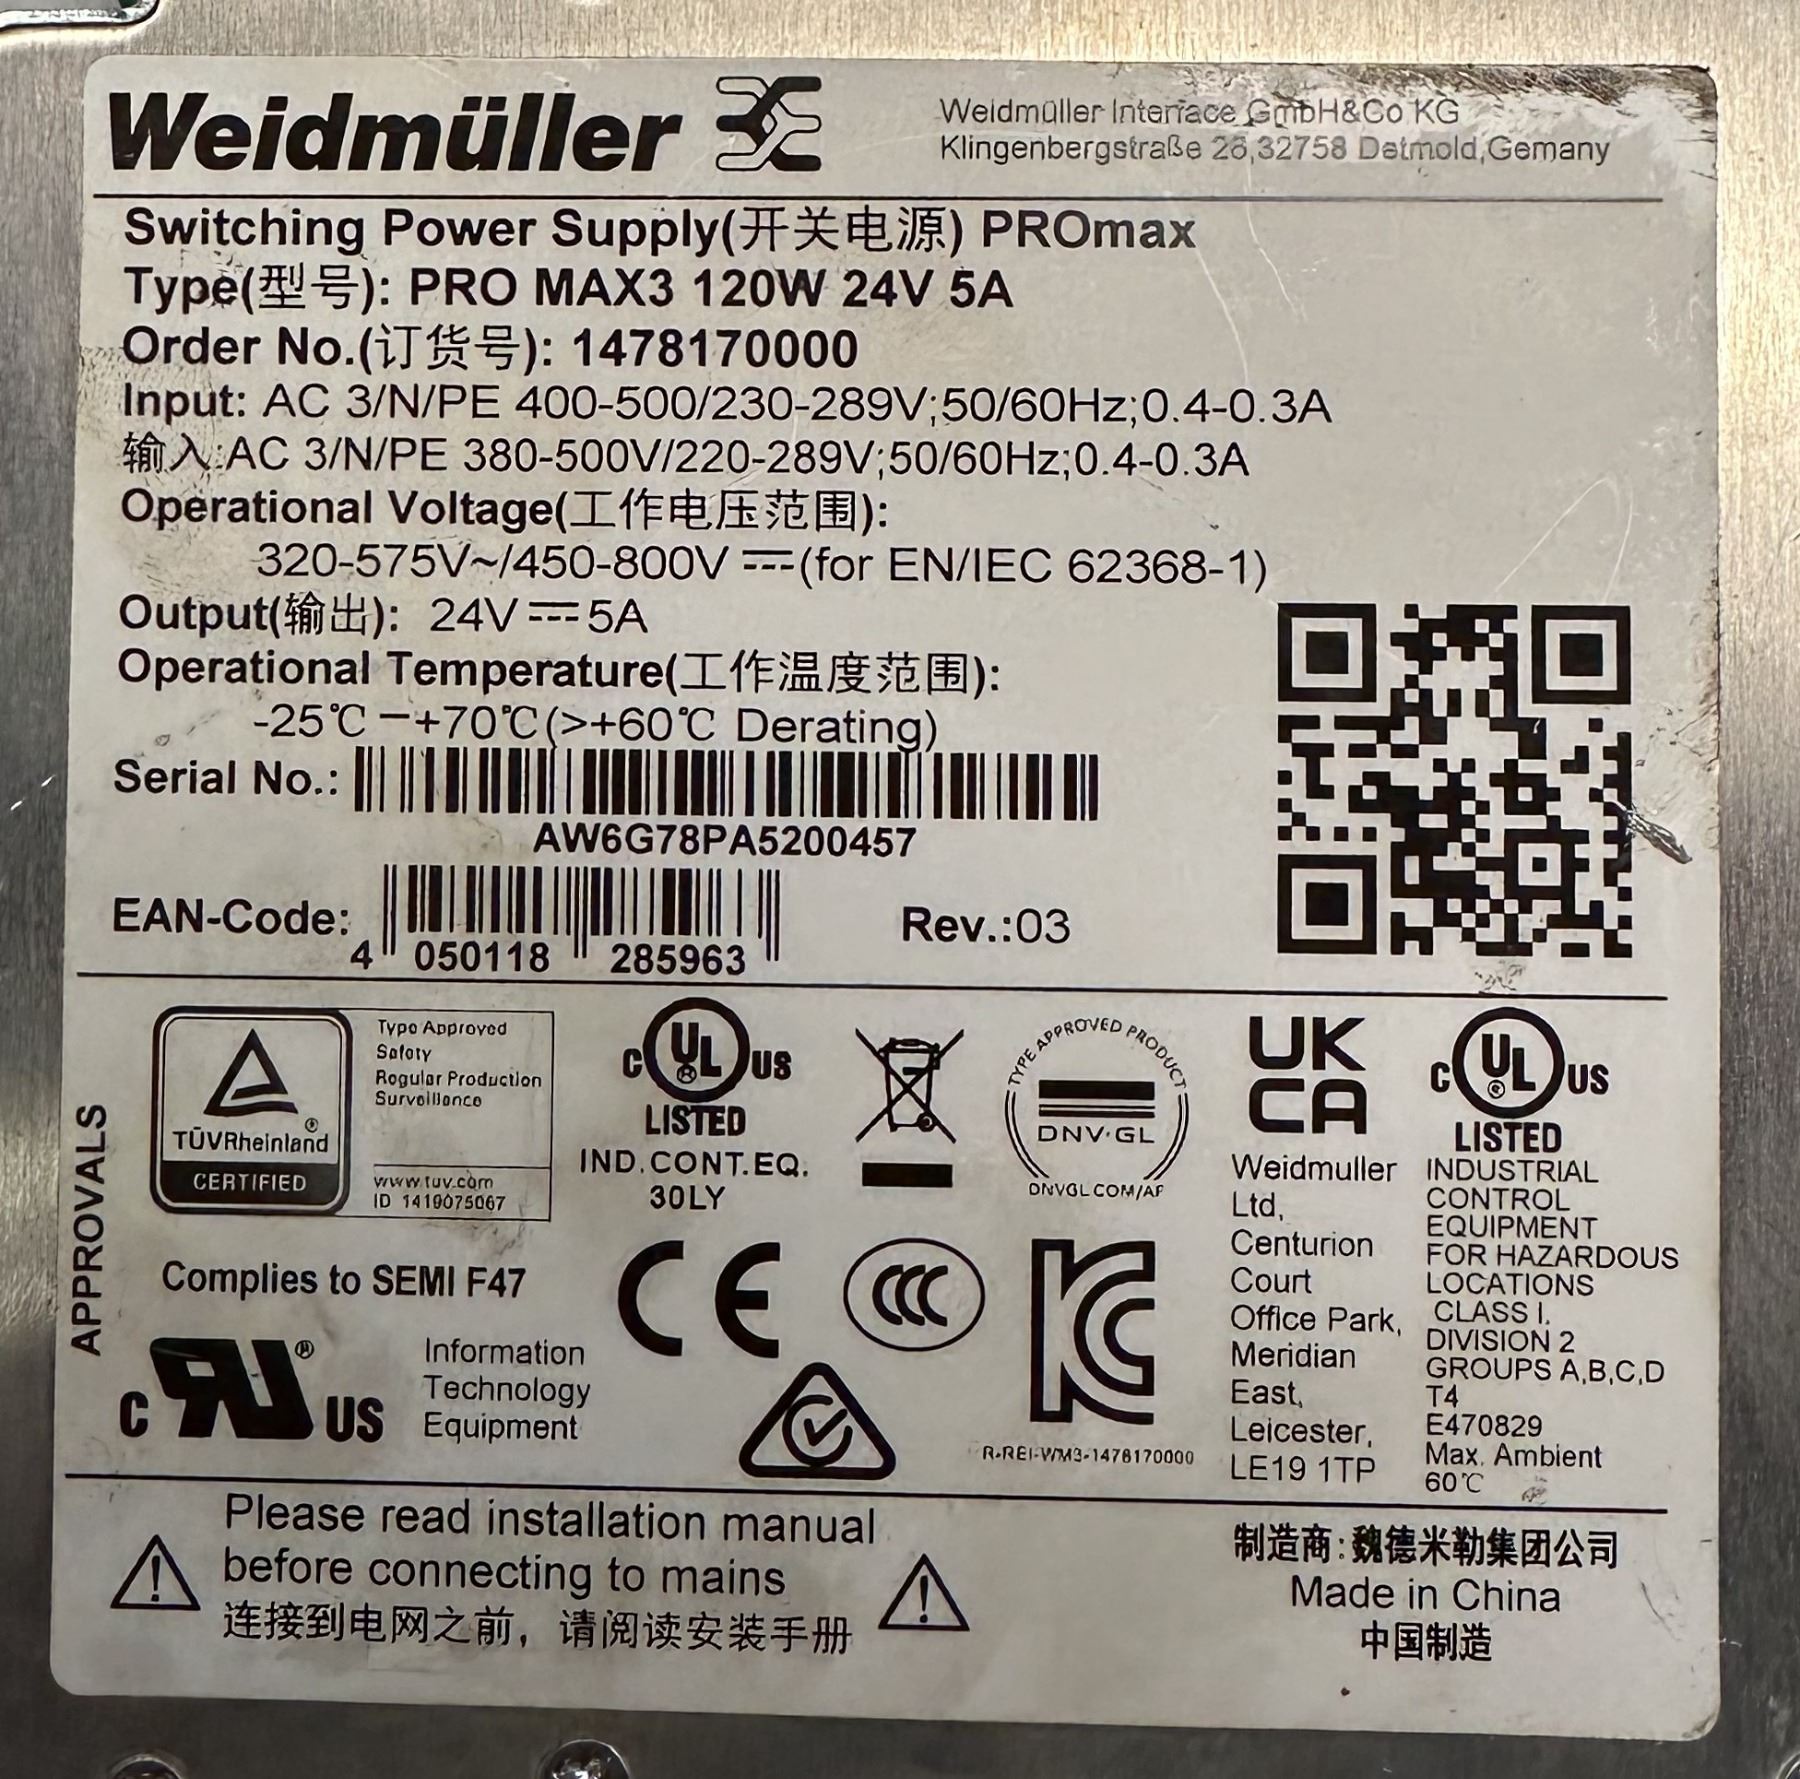 Weidmüller
Weidmüller Interface GmbH&Co KG
Klingenbergstraße 26,32758 Detmold,Gemany
Switching Power Supply(开关电源) PROmax
Type(型号): PRO MAX3 120W 24V 5A
Order No.(订货号): 1478170000
Input: AC 3/N/PE 400-500/230-289V;50/60Hz;0.4-0.3A
输入:AC 3/N/PE 380-500V/220-289V;50/60Hz;0.4-0.3A
Operational Voltage(工作电压范围):
320-575V~/450-800V⎓(for EN/IEC 62368-1)
Output(输出): 24V⎓5A
Operational Temperature(工作温度范围):
-25℃—+70℃(>+60℃ Derating)
Serial No.:
AW6G78PA5200457
EAN-Code:
4 050118 285963
Rev.:03
APPROVALS
TÜVRheinland®
CERTIFIED
Type Approved
Safety
Regular Production
Surveillance
www.tuv.com
ID 1419075067
C UL® US
LISTED
IND.CONT.EQ.
30LY
TYPE APPROVED PRODUCT
DNV·GL
DNVGL.COM/AF
UK
CA
Weidmuller
Ltd,
Centurion
Court
Office Park,
Meridian
East,
Leicester,
LE19 1TP
C UL® US
LISTED
INDUSTRIAL
CONTROL
EQUIPMENT
FOR HAZARDOUS
LOCATIONS
CLASS I.
DIVISION 2
GROUPS A,B,C,D
T4
E470829
Max. Ambient
60℃
Complies to SEMI F47
CE
CCC
KC
R-REI-WM3-1478170000
C RU® US
Information
Technology
Equipment
Please read installation manual
before connecting to mains
连接到电网之前，请阅读安装手册
制造商:魏德米勒集团公司
Made in China
中国制造